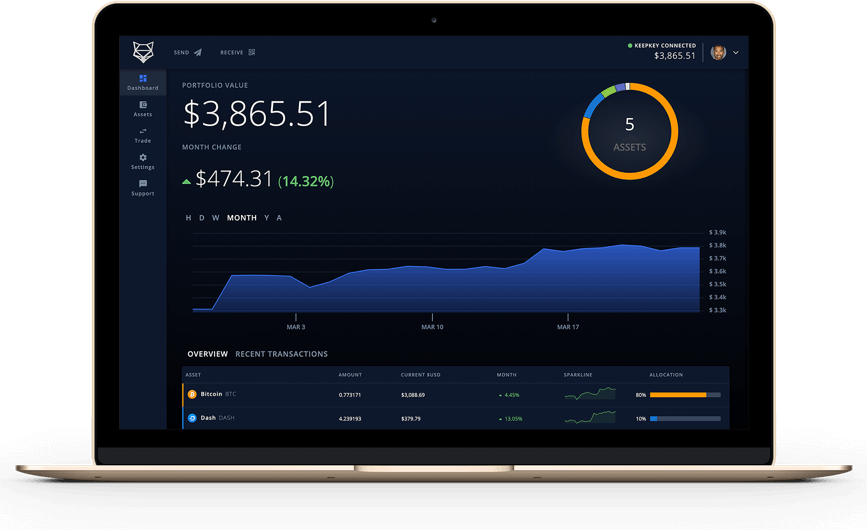 SEND RECEIVE
KEEPKEY CONNECTED
$3,865.51
Dashboard
Assets
Trade
Settings
Support
PORTFOLIO VALUE
$3,865.51
MONTH CHANGE
$474.31 (14.32%)
5
ASSETS
H D W MONTH Y A
$ 3.9k
$ 3.8k
$ 3.7k
$ 3.6k
$ 3.5k
$ 3.4k
$ 3.3k
MAR 3 MAR 10 MAR 17
OVERVIEW RECENT TRANSACTIONS
ASSET AMOUNT CURRENT $USD MONTH SPARKLINE ALLOCATION
Bitcoin BTC 0.773171 $3,088.69 4.45% 80%
Dash DASH 4.239193 $379.79 13.05% 10%